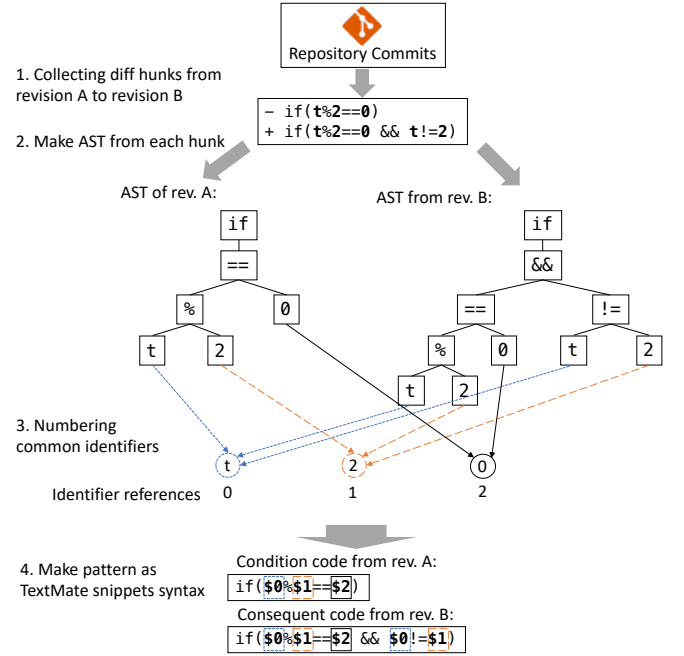 Repository Commits
1. Collecting diff hunks from
revision A to revision B
− if(t%2==0)
+ if(t%2==0 && t!=2)
2. Make AST from each hunk
AST of rev. A:
AST from rev. B:
if
if
==
&&
%
0
==
!=
t
2
%
0
t
2
t
2
3. Numbering
common identifiers
t
2
0
Identifier references
0
1
2
4. Make pattern as
TextMate snippets syntax
Condition code from rev. A:
if($0%$1==$2)
Consequent code from rev. B:
if($0%$1==$2 && $0!=$1)